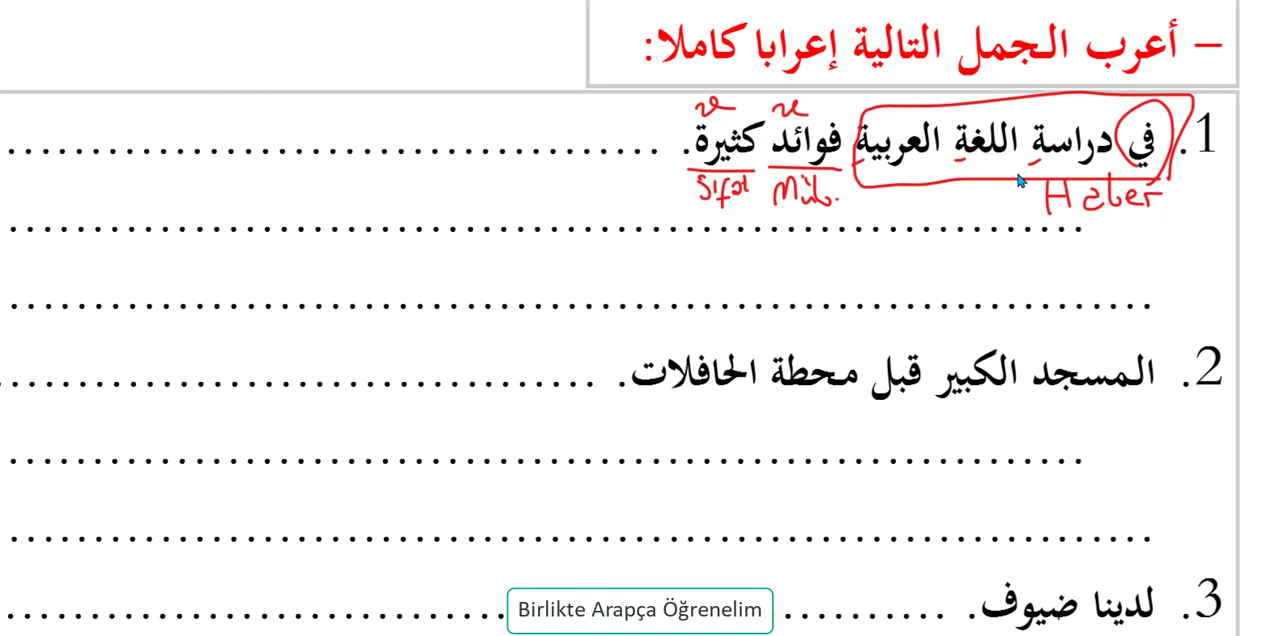 – أعرب الجمل التالية إعرابا كاملا:
1. في دراسة اللغة العربية فوائد كثيرة. ........................................
Sıfat Müb. Haber
2. المسجد الكبير قبل محطة الحافلات. ....................................
3. لدينا ضيوف. ........................................
Birlikte Arapça Öğrenelim